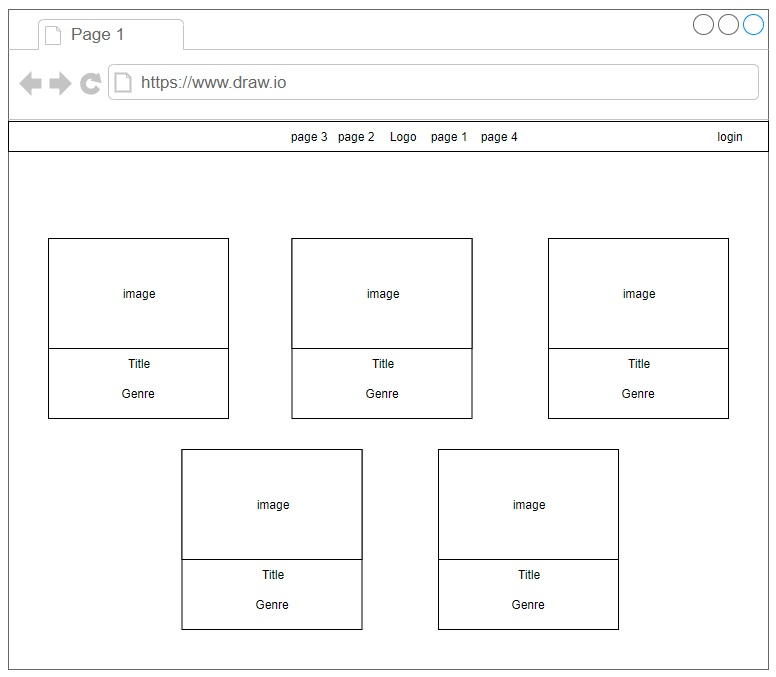 Page 1
https://www.draw.io
page 3 page 2 Logo page 1 page 4 login
image image image
Title Title Title
Genre Genre Genre
image image
Title Title
Genre Genre